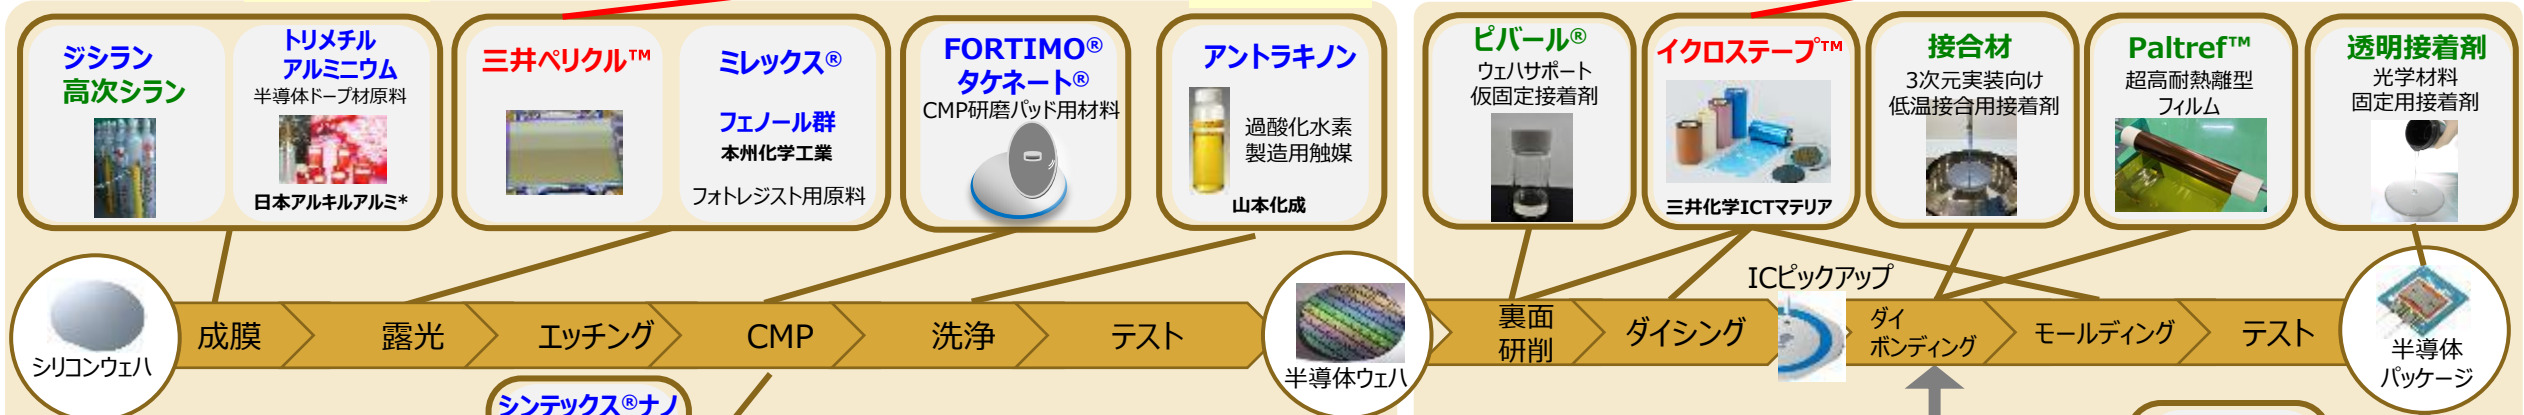 ジシラン
高次シラン
トリメチル
アルミニウム
半導体ドープ材原料
日本アルキルアルミ*
三井ペリクル™
ミレックス®
フェノール群
本州化学工業
フォトレジスト用原料
FORTIMO®
タケネート®
CMP研磨パッド用材料
アントラキノン
過酸化水素
製造用触媒
山本化成
ピバール®
ウェハサポート
仮固定接着剤
イクロステープ™
三井化学ICTマテリア
接合材
3次元実装向け
低温接合用接着剤
Paltref™
超高耐熱離型
フィルム
透明接着剤
光学材料
固定用接着剤
シリコンウェハ
成膜
露光
エッチング
CMP
洗浄
テスト
半導体ウェハ
裏面
研削
ダイシング
ICピックアップ
ダイ
ボンディング
モールディング
テスト
半導体
パッケージ
シンテックス®ナノ